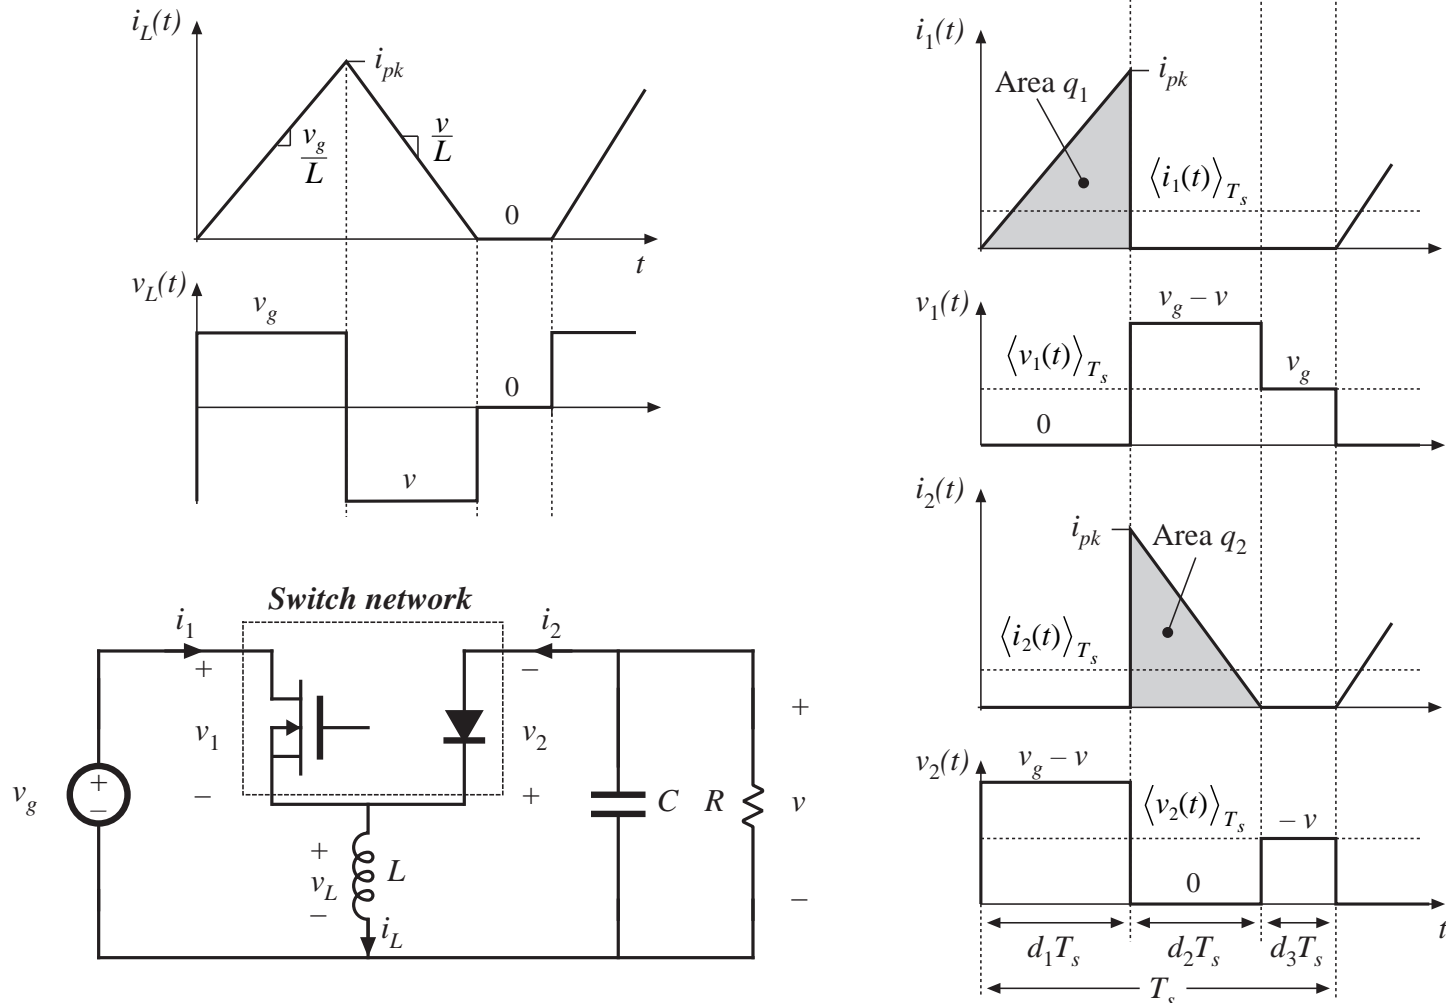 i_L(t)
i_pk
v_g/L
v/L
0
t
v_L(t)
v_g
0
v
Switch network
i_1
i_2
+
–
v_1
v_2
–
+
v_g
+
–
+
v_L
–
L
i_L
C
R
+
v
–
i_1(t)
i_pk
Area q_1
⟨i_1(t)⟩_{T_s}
v_1(t)
v_g – v
⟨v_1(t)⟩_{T_s}
v_g
0
i_2(t)
i_pk
Area q_2
⟨i_2(t)⟩_{T_s}
v_2(t)
v_g – v
⟨v_2(t)⟩_{T_s}
– v
0
t
d_1T_s
d_2T_s
d_3T_s
T_s